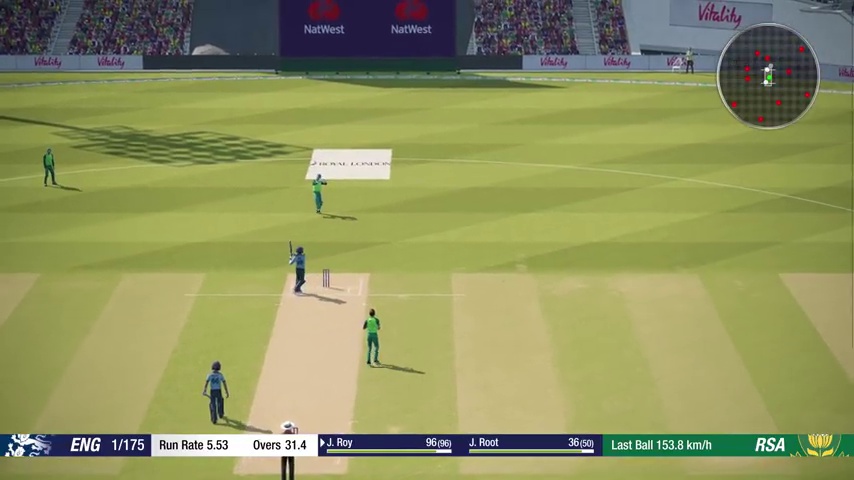 NatWest NatWest
Vitality
Vitality Vitality Vitality Vitality Vitality
ROYAL LONDON
ENG 1/175 Run Rate 5.53 Overs 31.4 J. Roy 96(96) J. Root 36(50) Last Ball 153.8 km/h RSA